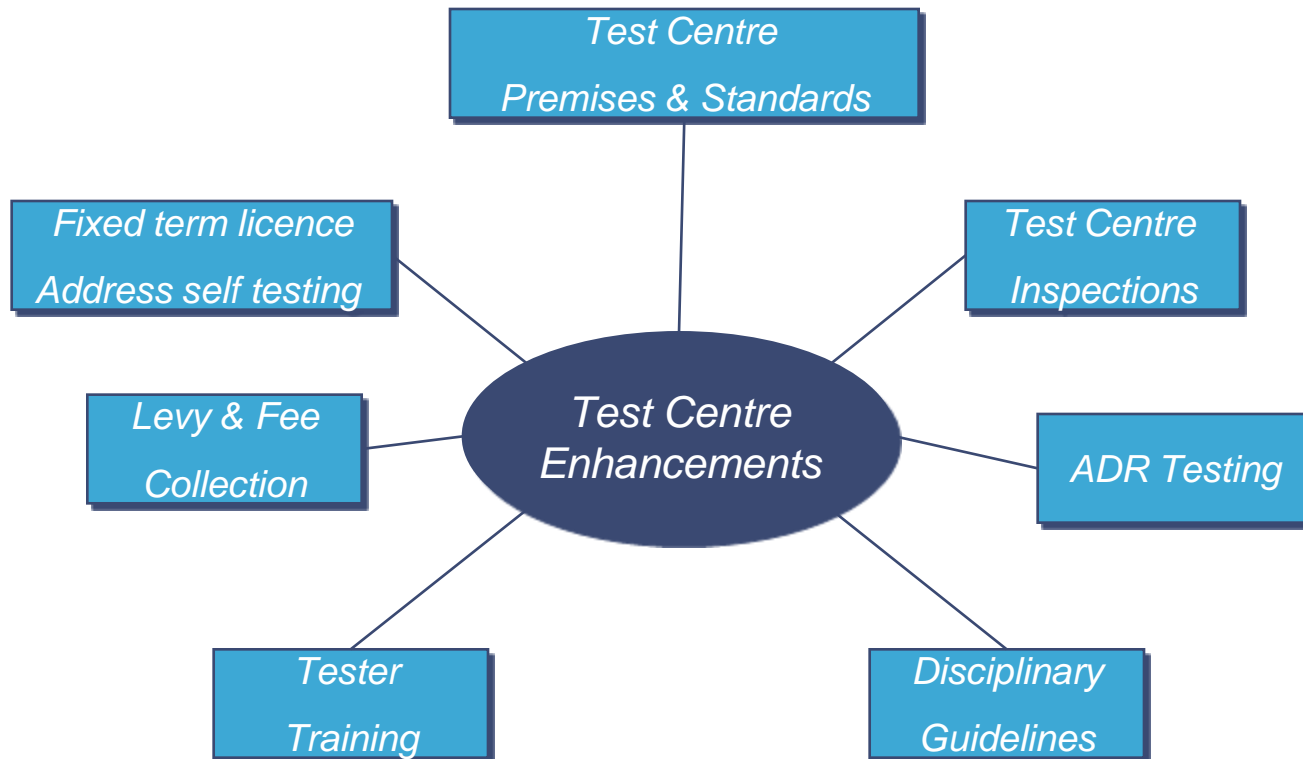 Test Centre
Premises & Standards
Fixed term licence
Address self testing
Test Centre
Inspections
Test Centre
Enhancements
Levy & Fee
Collection
ADR Testing
Tester
Training
Disciplinary
Guidelines